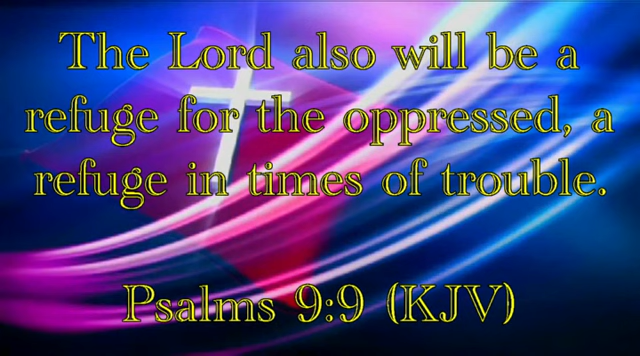 The Lord also will be a
refuge for the oppressed, a
refuge in times of trouble.
Psalms 9:9 (KJV)